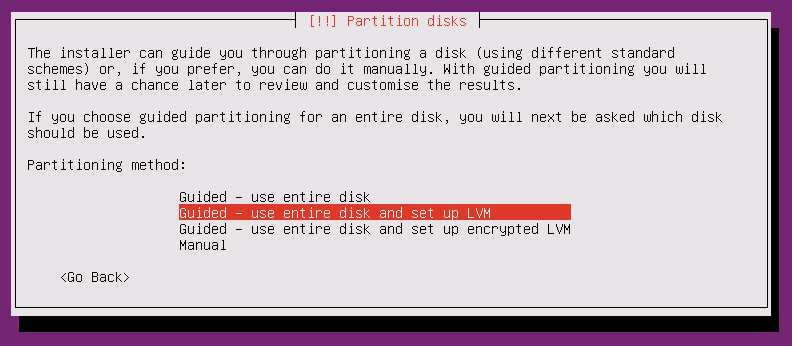 [!!] Partition disks
The installer can guide you through partitioning a disk (using different standard
schemes) or, if you prefer, you can do it manually. With guided partitioning you will
still have a chance later to review and customise the results.
If you choose guided partitioning for an entire disk, you will next be asked which disk
should be used.
Partitioning method:
Guided – use entire disk
Guided – use entire disk and set up LVM
Guided – use entire disk and set up encrypted LVM
Manual
<Go Back>